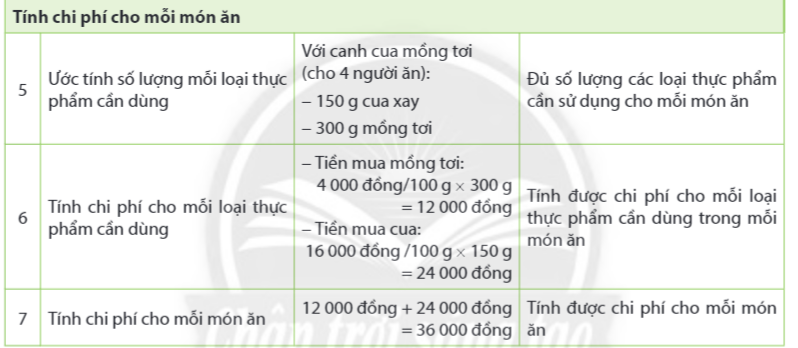 Tính chi phí cho mỗi món ăn
5
Ước tính số lượng mỗi loại thực
phẩm cần dùng
Với canh cua mồng tơi
(cho 4 người ăn):
– 150 g cua xay
– 300 g mồng tơi
Đủ số lượng các loại thực phẩm
cần sử dụng cho mỗi món ăn
6
Tính chi phí cho mỗi loại thực
phẩm cần dùng
– Tiền mua mồng tơi:
4 000 đồng/100 g × 300 g
= 12 000 đồng
– Tiền mua cua:
16 000 đồng /100 g × 150 g
= 24 000 đồng
Tính được chi phí cho mỗi loại
thực phẩm cần dùng trong mỗi
món ăn
7
Tính chi phí cho mỗi món ăn
12 000 đồng + 24 000 đồng
= 36 000 đồng
Tính được chi phí cho mỗi món
ăn
Chân trời sáng tạo